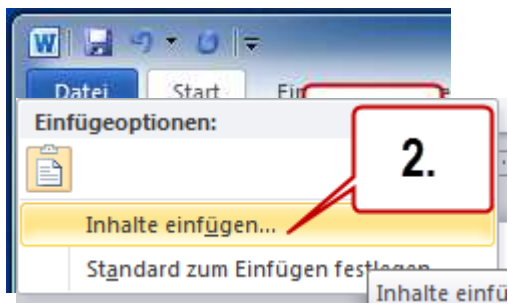 W
Datei Start
Einfügeoptionen:
2.
Inhalte einfügen...
Standard zum Einfügen festlegen
Inhalte einfü